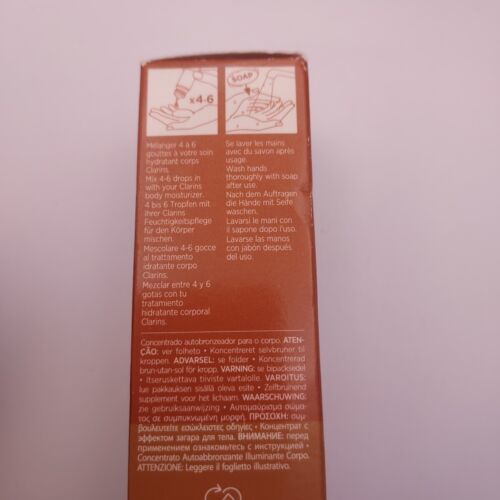 x4-6
SOAP
Mélanger 4 à 6
gouttes à votre soin
hydratant corps
Clarins.
Mix 4-6 drops in
with your Clarins
body moisturizer.
4 bis 6 Tropfen mit
ihrer Clarins
Feuchtigkeitspflege
für den Körper
mischen.
Mescolare 4-6 gocce
al trattamento
idratante corpo
Clarins.
Mezclar entre 4 y 6
gotas con tu
tratamiento
hidratante corporal
Clarins.
Se laver les mains
avec du savon après
usage.
Wash hands
thoroughly with soap
after use.
Nach dem Auftragen
die Hände mit Seife
waschen.
Lavarsi le mani con
il sapone dopo l'uso.
Lavarse las manos
con jabón después
del uso.
Concentrado autobronzeador para o corpo. ATEN-
ÇÃO: ver folheto • Koncentreret selvbruner til
kroppen. ADVARSEL: se folder • Koncentrerad
brun-utan-sol för kropp. VARNING: se bipacksedel
• Itseruskettava tiiviste vartalolle. VAROITUS:
lue pakkauksen sisällä oleva esite • Zelfbruinend
supplement voor het lichaam. WAARSCHUWING:
zie gebruiksaanwijzing • Αυτομαυρισμα σώμα-
τος σε συμπυκνωμένη μορφή. ΠΡΟΣΟΧΗ: συμ-
βουλευτείτε εσώκλειστες οδηγίες • Концентрат с
эффектом загара для тела. ВНИМАНИЕ: перед
применением ознакомьтесь с инструкцией •
Concentrato Autoabbronzante Illuminante Corpo.
ATTENZIONE: Leggere il foglietto illustrativo.